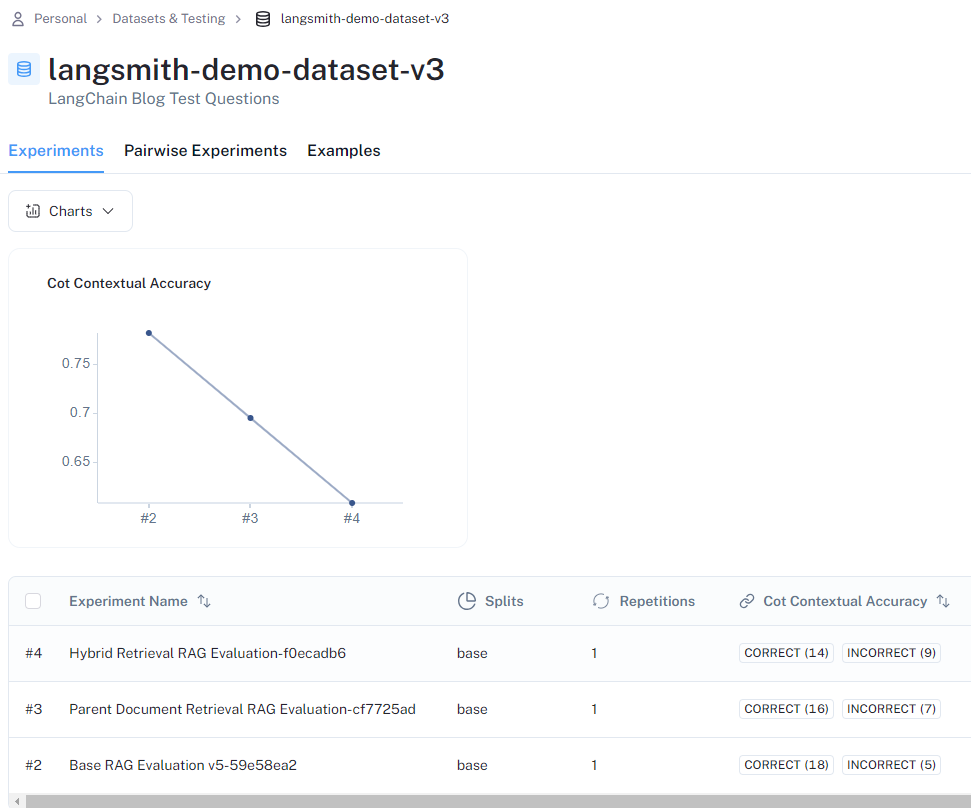 Personal > Datasets & Testing > langsmith-demo-dataset-v3
langsmith-demo-dataset-v3
LangChain Blog Test Questions
Experiments Pairwise Experiments Examples
Charts
Cot Contextual Accuracy
0.75
0.7
0.65
#2 #3 #4
Experiment Name Splits Repetitions Cot Contextual Accuracy
#4 Hybrid Retrieval RAG Evaluation-f0ecadb6 base 1 CORRECT (14) INCORRECT (9)
#3 Parent Document Retrieval RAG Evaluation-cf7725ad base 1 CORRECT (16) INCORRECT (7)
#2 Base RAG Evaluation v5-59e58ea2 base 1 CORRECT (18) INCORRECT (5)